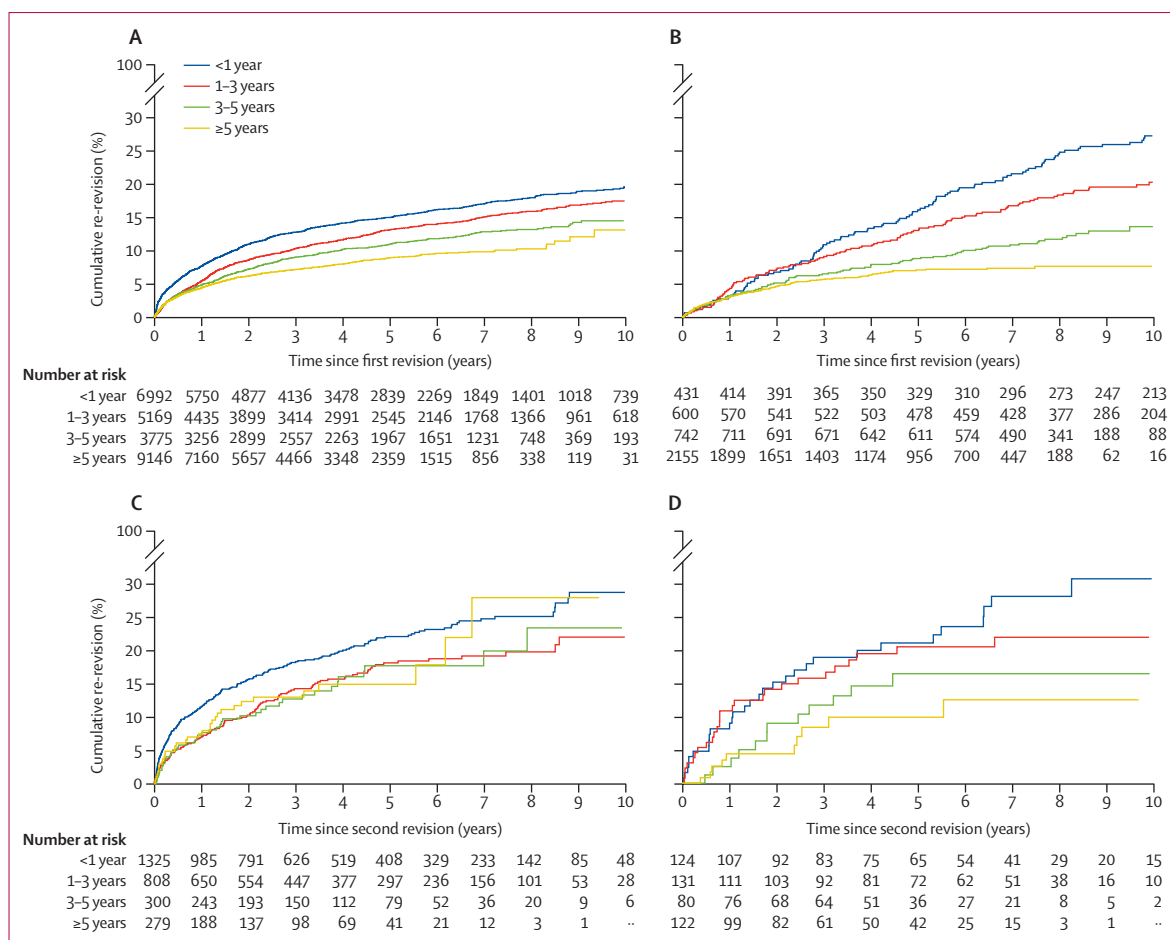 A
100
30
25
20
15
10
5
0
Cumulative re-revision (%)
<1 year
1–3 years
3–5 years
≥5 years
0 1 2 3 4 5 6 7 8 9 10
Time since first revision (years)
B
0 1 2 3 4 5 6 7 8 9 10
Time since first revision (years)
Number at risk
<1 year 6992 5750 4877 4136 3478 2839 2269 1849 1401 1018 739
1–3 years 5169 4435 3899 3414 2991 2545 2146 1768 1366 961 618
3–5 years 3775 3256 2899 2557 2263 1967 1651 1231 748 369 193
≥5 years 9146 7160 5657 4466 3348 2359 1515 856 338 119 31
431 414 391 365 350 329 310 296 273 247 213
600 570 541 522 503 478 459 428 377 286 204
742 711 691 671 642 611 574 490 341 188 88
2155 1899 1651 1403 1174 956 700 447 188 62 16
C
100
30
25
20
15
10
5
0
Cumulative re-revision (%)
0 1 2 3 4 5 6 7 8 9 10
Time since second revision (years)
D
0 1 2 3 4 5 6 7 8 9 10
Time since second revision (years)
Number at risk
<1 year 1325 985 791 626 519 408 329 233 142 85 48
1–3 years 808 650 554 447 377 297 236 156 101 53 28
3–5 years 300 243 193 150 112 79 52 36 20 9 6
≥5 years 279 188 137 98 69 41 21 12 3 1 ··
124 107 92 83 75 65 54 41 29 20 15
131 111 103 92 81 72 62 51 38 16 10
80 76 68 64 51 36 27 21 8 5 2
122 99 82 61 50 42 25 15 3 1 ··